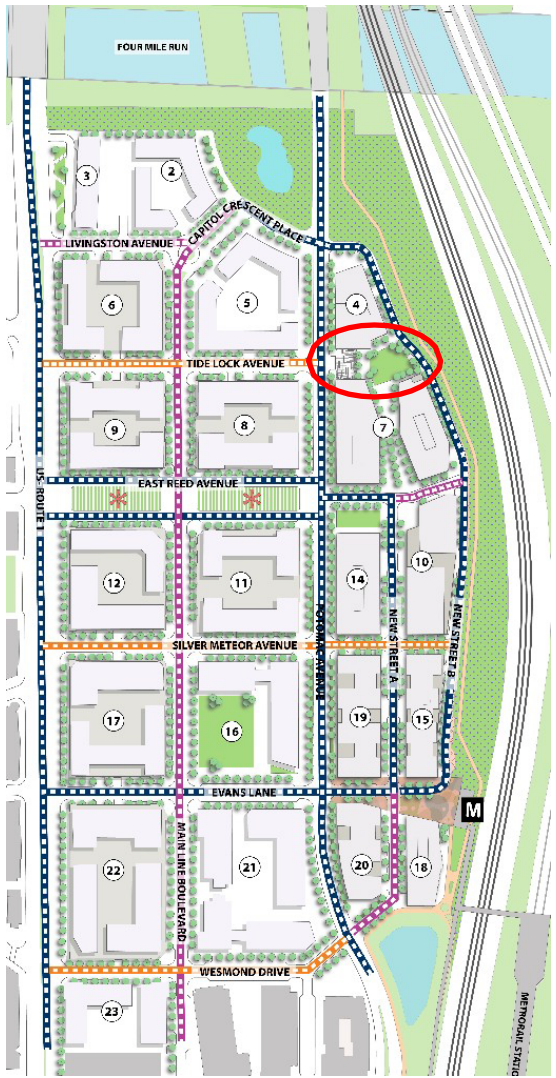 FOUR MILE RUN
3
2
LIVINGSTON AVENUE
CAPITOL CRESCENT PLACE
6
5
4
TIDE LOCK AVENUE
9
8
7
US- ROUTE 1
EAST REED AVENUE
12
11
14
10
POTOMAC AVENUE
NEW STREET A
NEW STREET B
SILVER METEOR AVENUE
17
16
19
15
EVANS LANE
M
MAIN LINE BOULEVARD
22
21
20
18
WESMOND DRIVE
23
METRORAIL STATIO